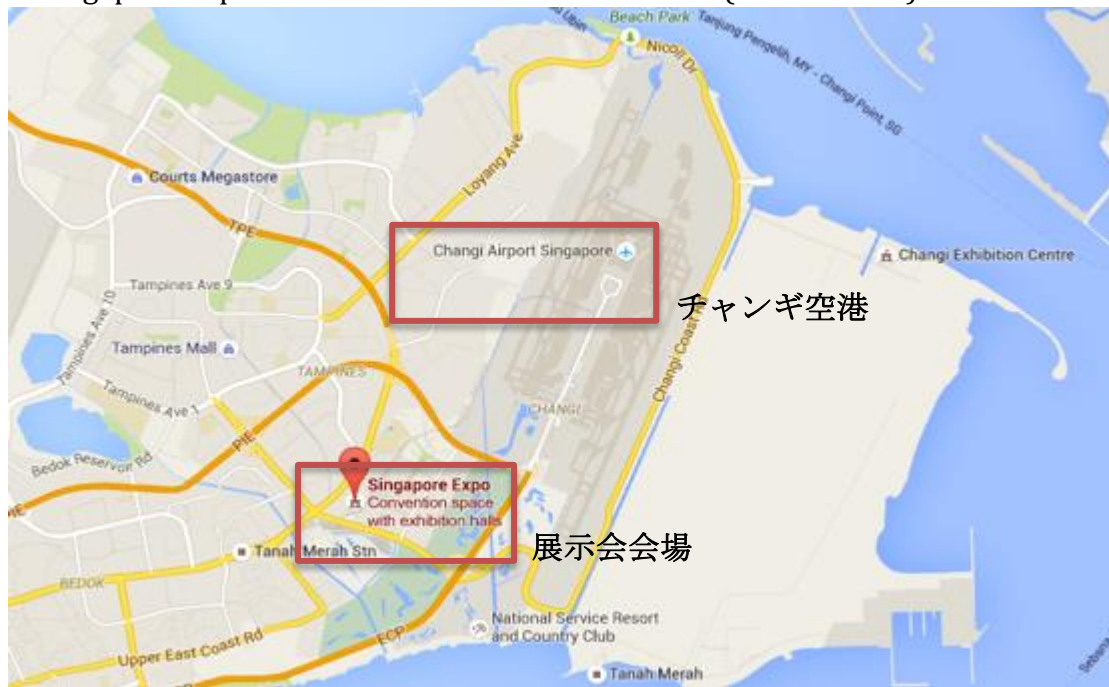 Beach Park
Tanjung Pengelih, MY - Changi Point, SG
Nicoll Dr
Loyang Ave
Courts Megastore
TPE
Changi Airport Singapore
Changi Exhibition Centre
チャンギ空港
Tampines Ave 9
Tampines Ave 10
Tampines Mall
TAMPINES
Tampines Ave 1
Changi Coast Rd
CHANGI
Bedok Reservoir Rd
PIE
PIE
Singapore Expo
Convention space
with exhibition halls
展示会会場
Tanah Merah Stn
BEDOK
National Service Resort
and Country Club
ECP
Upper East Coast Rd
Tanah Merah